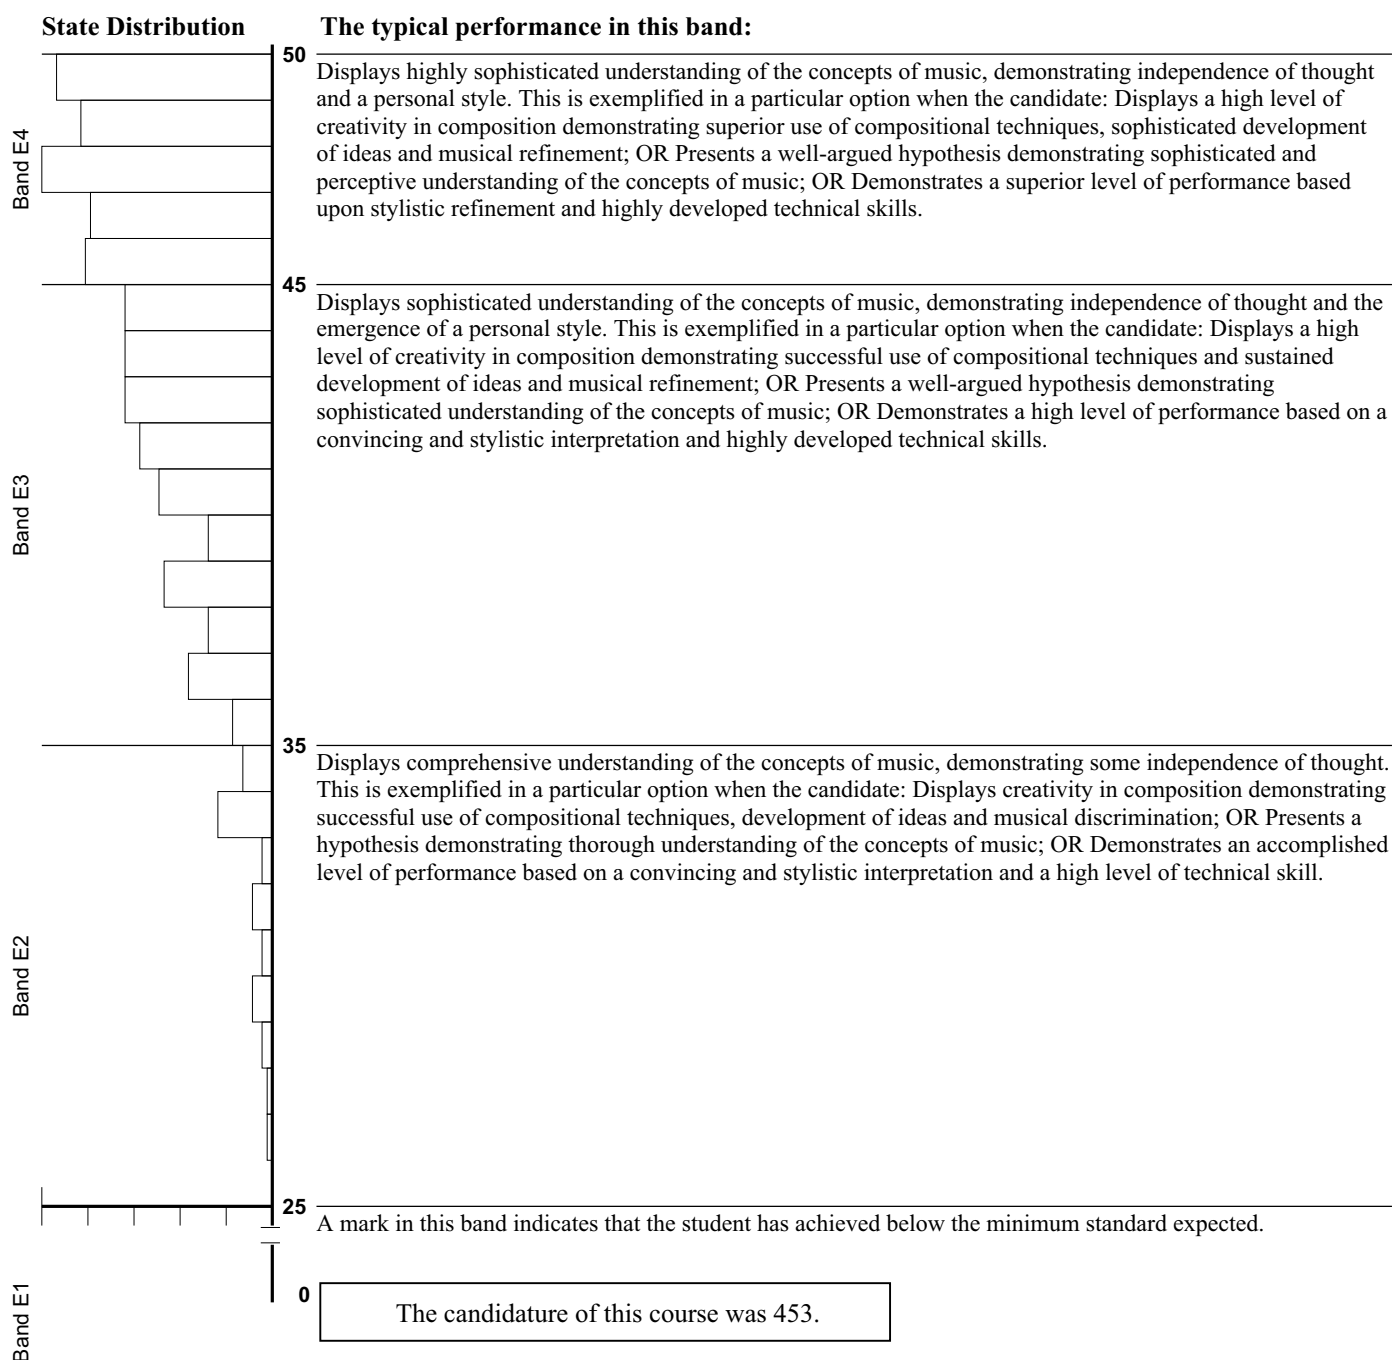 State Distribution
The typical performance in this band:
50
Displays highly sophisticated understanding of the concepts of music, demonstrating independence of thought
and a personal style. This is exemplified in a particular option when the candidate: Displays a high level of
creativity in composition demonstrating superior use of compositional techniques, sophisticated development
of ideas and musical refinement; OR Presents a well-argued hypothesis demonstrating sophisticated and
perceptive understanding of the concepts of music; OR Demonstrates a superior level of performance based
upon stylistic refinement and highly developed technical skills.
Band E4
45
Displays sophisticated understanding of the concepts of music, demonstrating independence of thought and the
emergence of a personal style. This is exemplified in a particular option when the candidate: Displays a high
level of creativity in composition demonstrating successful use of compositional techniques and sustained
development of ideas and musical refinement; OR Presents a well-argued hypothesis demonstrating
sophisticated understanding of the concepts of music; OR Demonstrates a high level of performance based on a
convincing and stylistic interpretation and highly developed technical skills.
Band E3
35
Displays comprehensive understanding of the concepts of music, demonstrating some independence of thought.
This is exemplified in a particular option when the candidate: Displays creativity in composition demonstrating
successful use of compositional techniques, development of ideas and musical discrimination; OR Presents a
hypothesis demonstrating thorough understanding of the concepts of music; OR Demonstrates an accomplished
level of performance based on a convincing and stylistic interpretation and a high level of technical skill.
Band E2
25
A mark in this band indicates that the student has achieved below the minimum standard expected.
0
Band E1
The candidature of this course was 453.